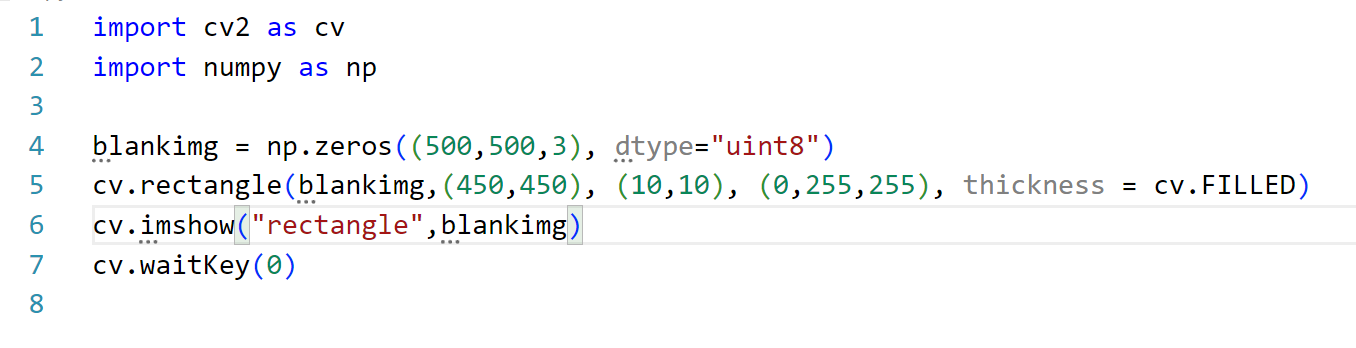 1 import cv2 as cv
2 import numpy as np
3
4 blankimg = np.zeros((500,500,3), dtype="uint8")
5 cv.rectangle(blankimg,(450,450), (10,10), (0,255,255), thickness = cv.FILLED)
6 cv.imshow("rectangle",blankimg)
7 cv.waitKey(0)
8